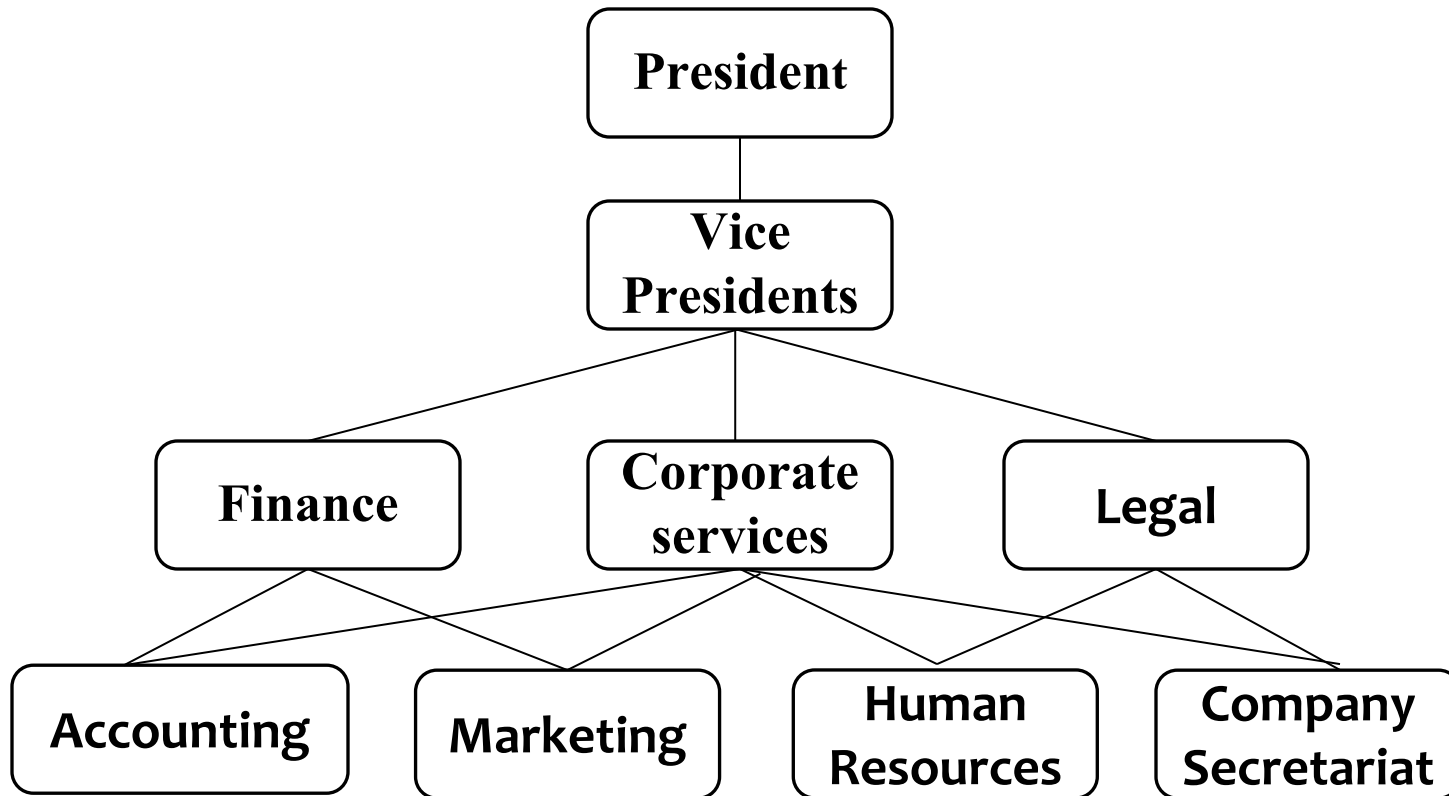 President
Vice
Presidents
Finance
Corporate
services
Legal
Accounting
Marketing
Human
Resources
Company
Secretariat